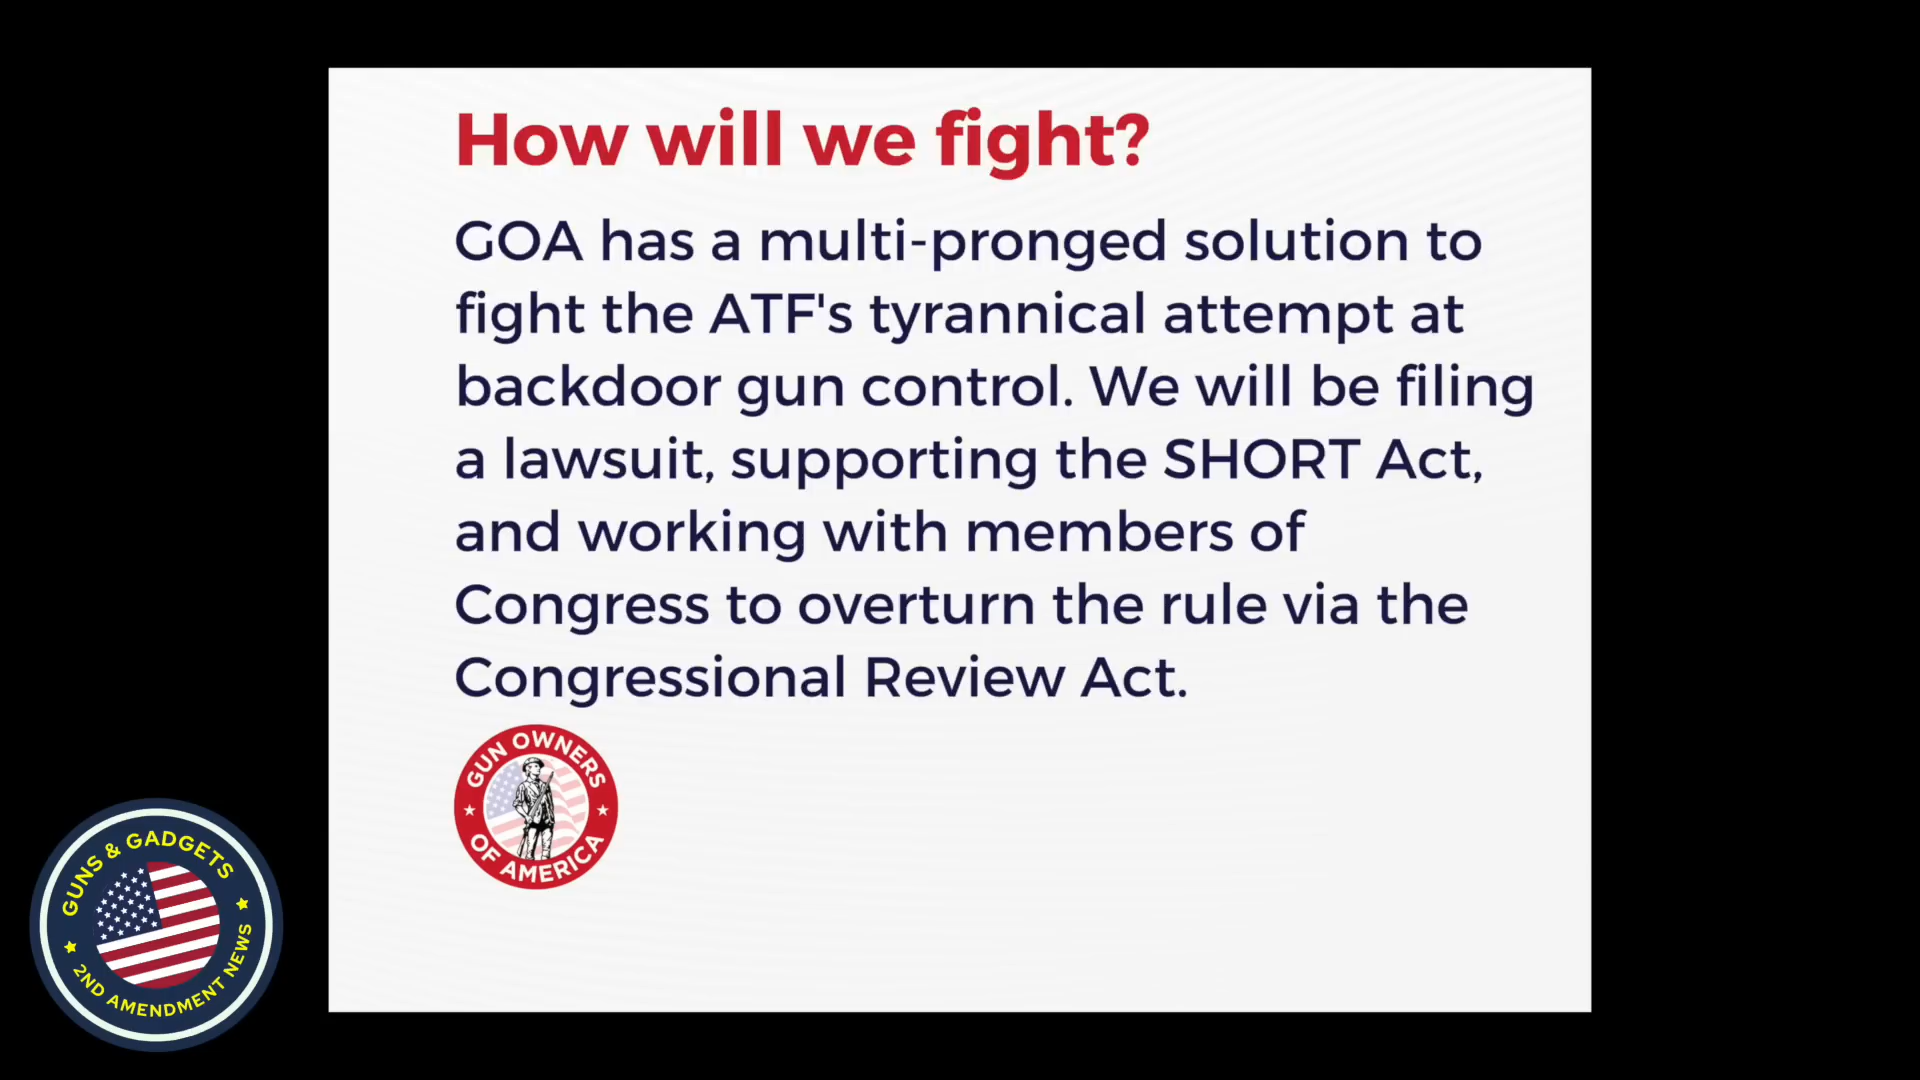 How will we fight?
GOA has a multi-pronged solution to
fight the ATF's tyrannical attempt at
backdoor gun control. We will be filing
a lawsuit, supporting the SHORT Act,
and working with members of
Congress to overturn the rule via the
Congressional Review Act.
GUN OWNERS
OF AMERICA
GUNS & GADGETS
2ND AMENDMENT NEWS